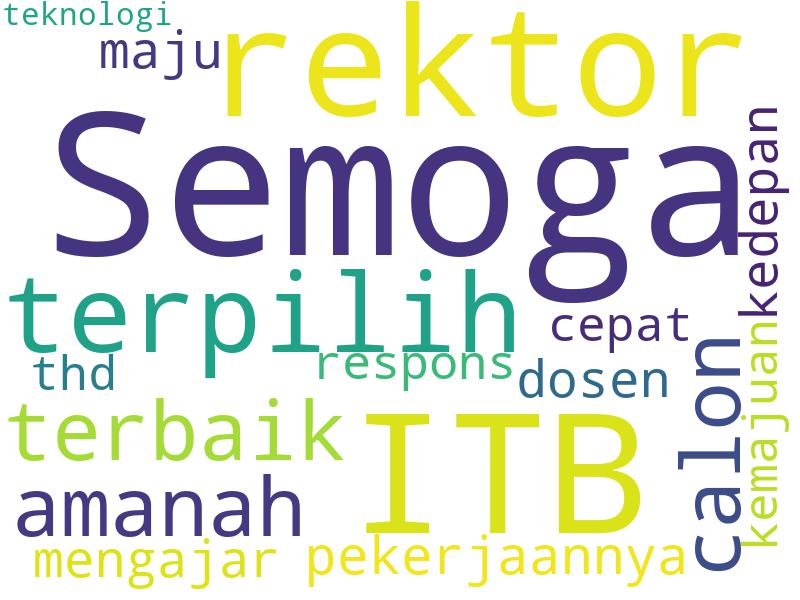 teknologi
maju
rektor
Semoga
kedepan
terpilih
cepat
thd
respons
dosen
calon
kemajuan
terbaik
ITB
amanah
mengajar
pekerjaannya